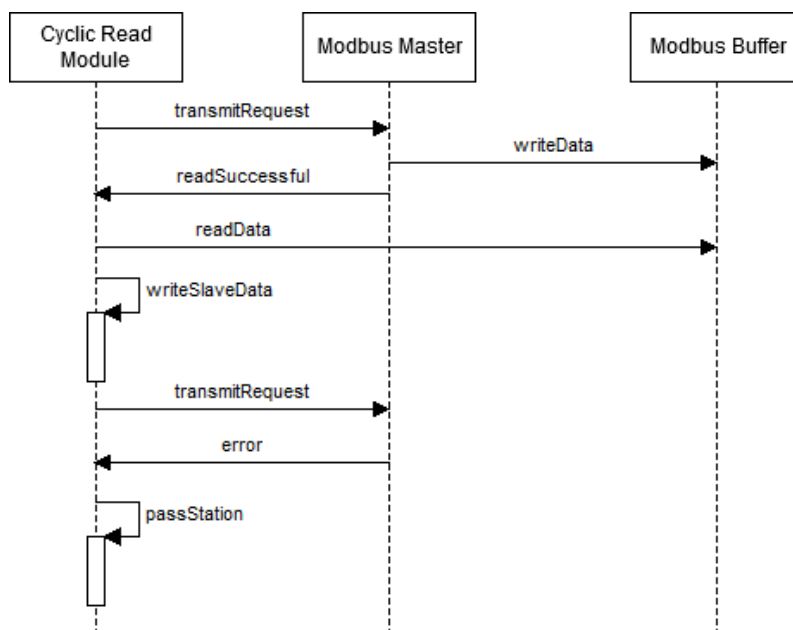 Cyclic Read
Module
Modbus Master
Modbus Buffer
transmitRequest
writeData
readSuccessful
readData
writeSlaveData
transmitRequest
error
passStation